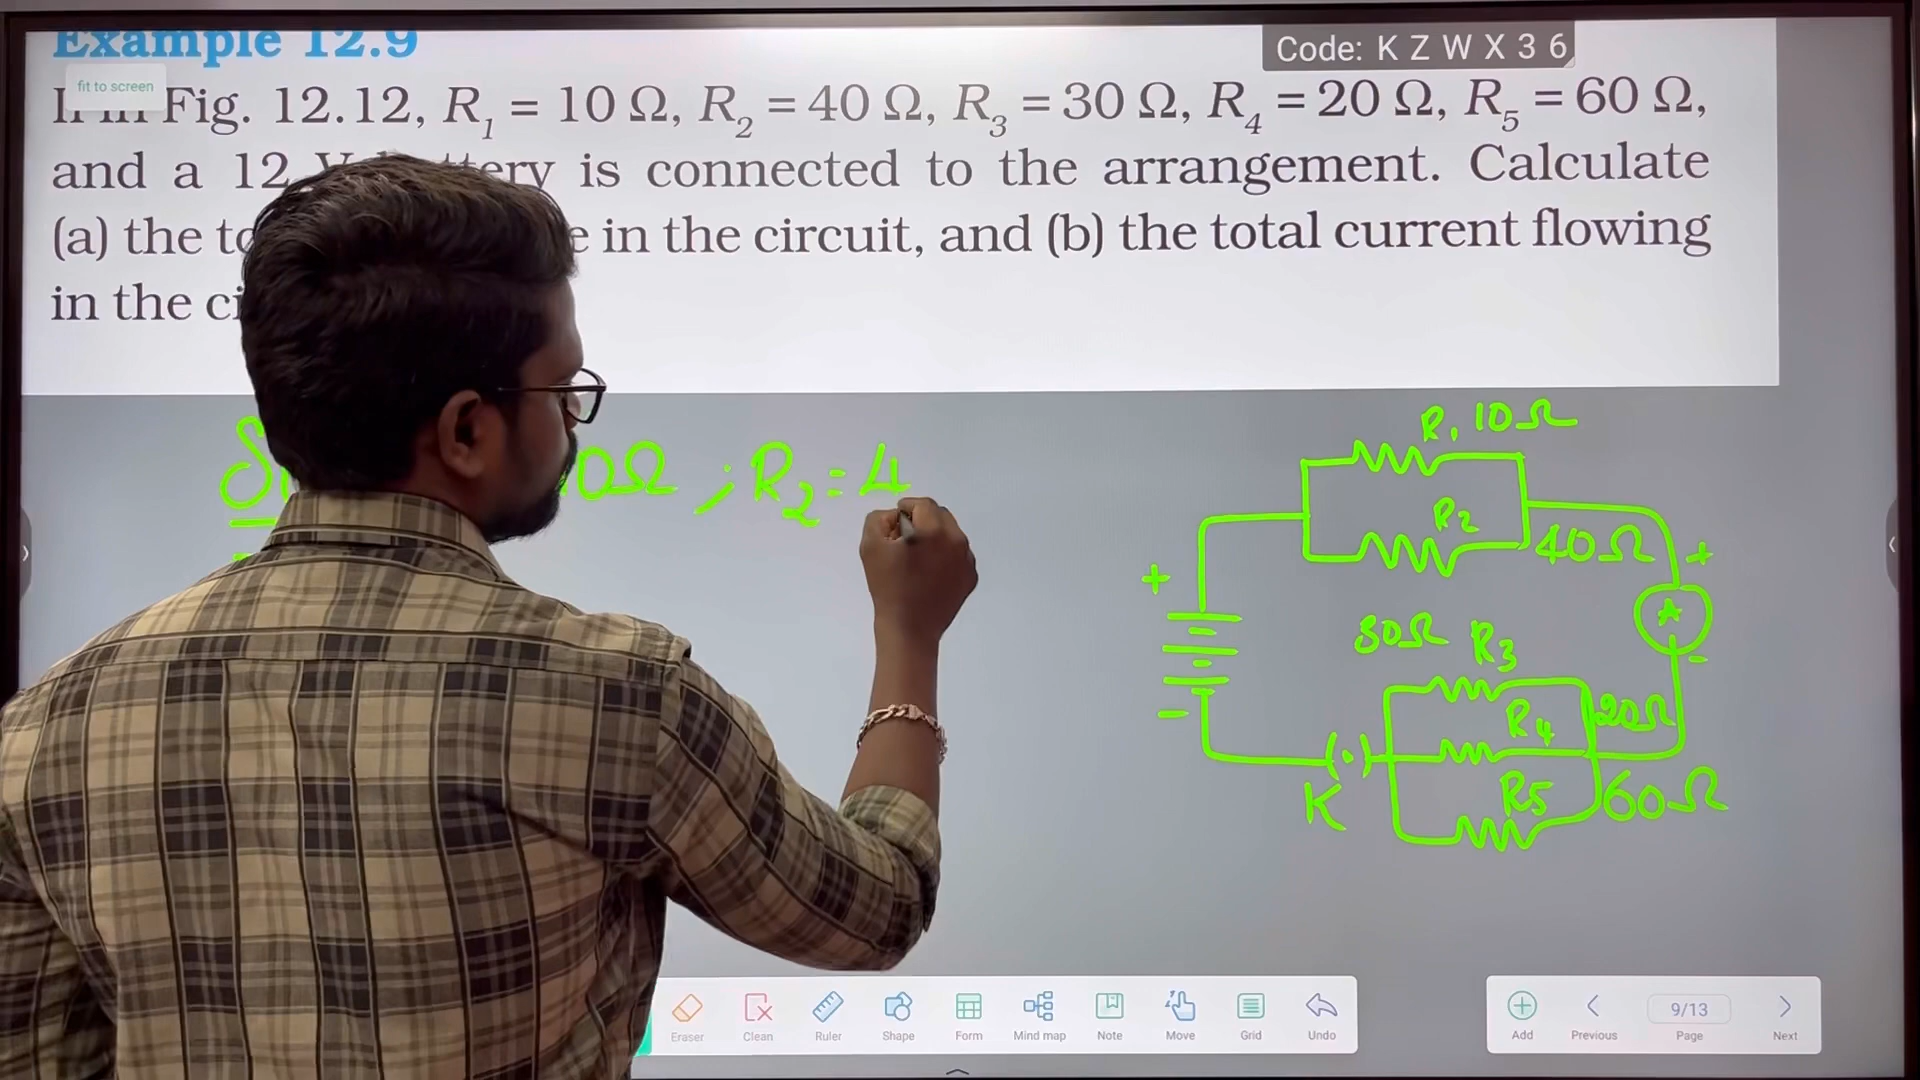 Example 12.9
Code: K Z W X 3 6
fit to screen
Fig. 12.12, R1 = 10 Ω, R2 = 40 Ω, R3 = 30 Ω, R4 = 20 Ω, R5 = 60 Ω,
and a 12 is connected to the arrangement. Calculate
(a) the in the circuit, and (b) the total current flowing
in the
0Ω ; R2 = 4
R1 10Ω
R2
40Ω
+
+
A
-
30Ω R3
R4 20Ω
-
K
R5 60Ω
Eraser Clean Ruler Shape Form Mind map Note Move Grid Undo
Add Previous 9/13 Page Next